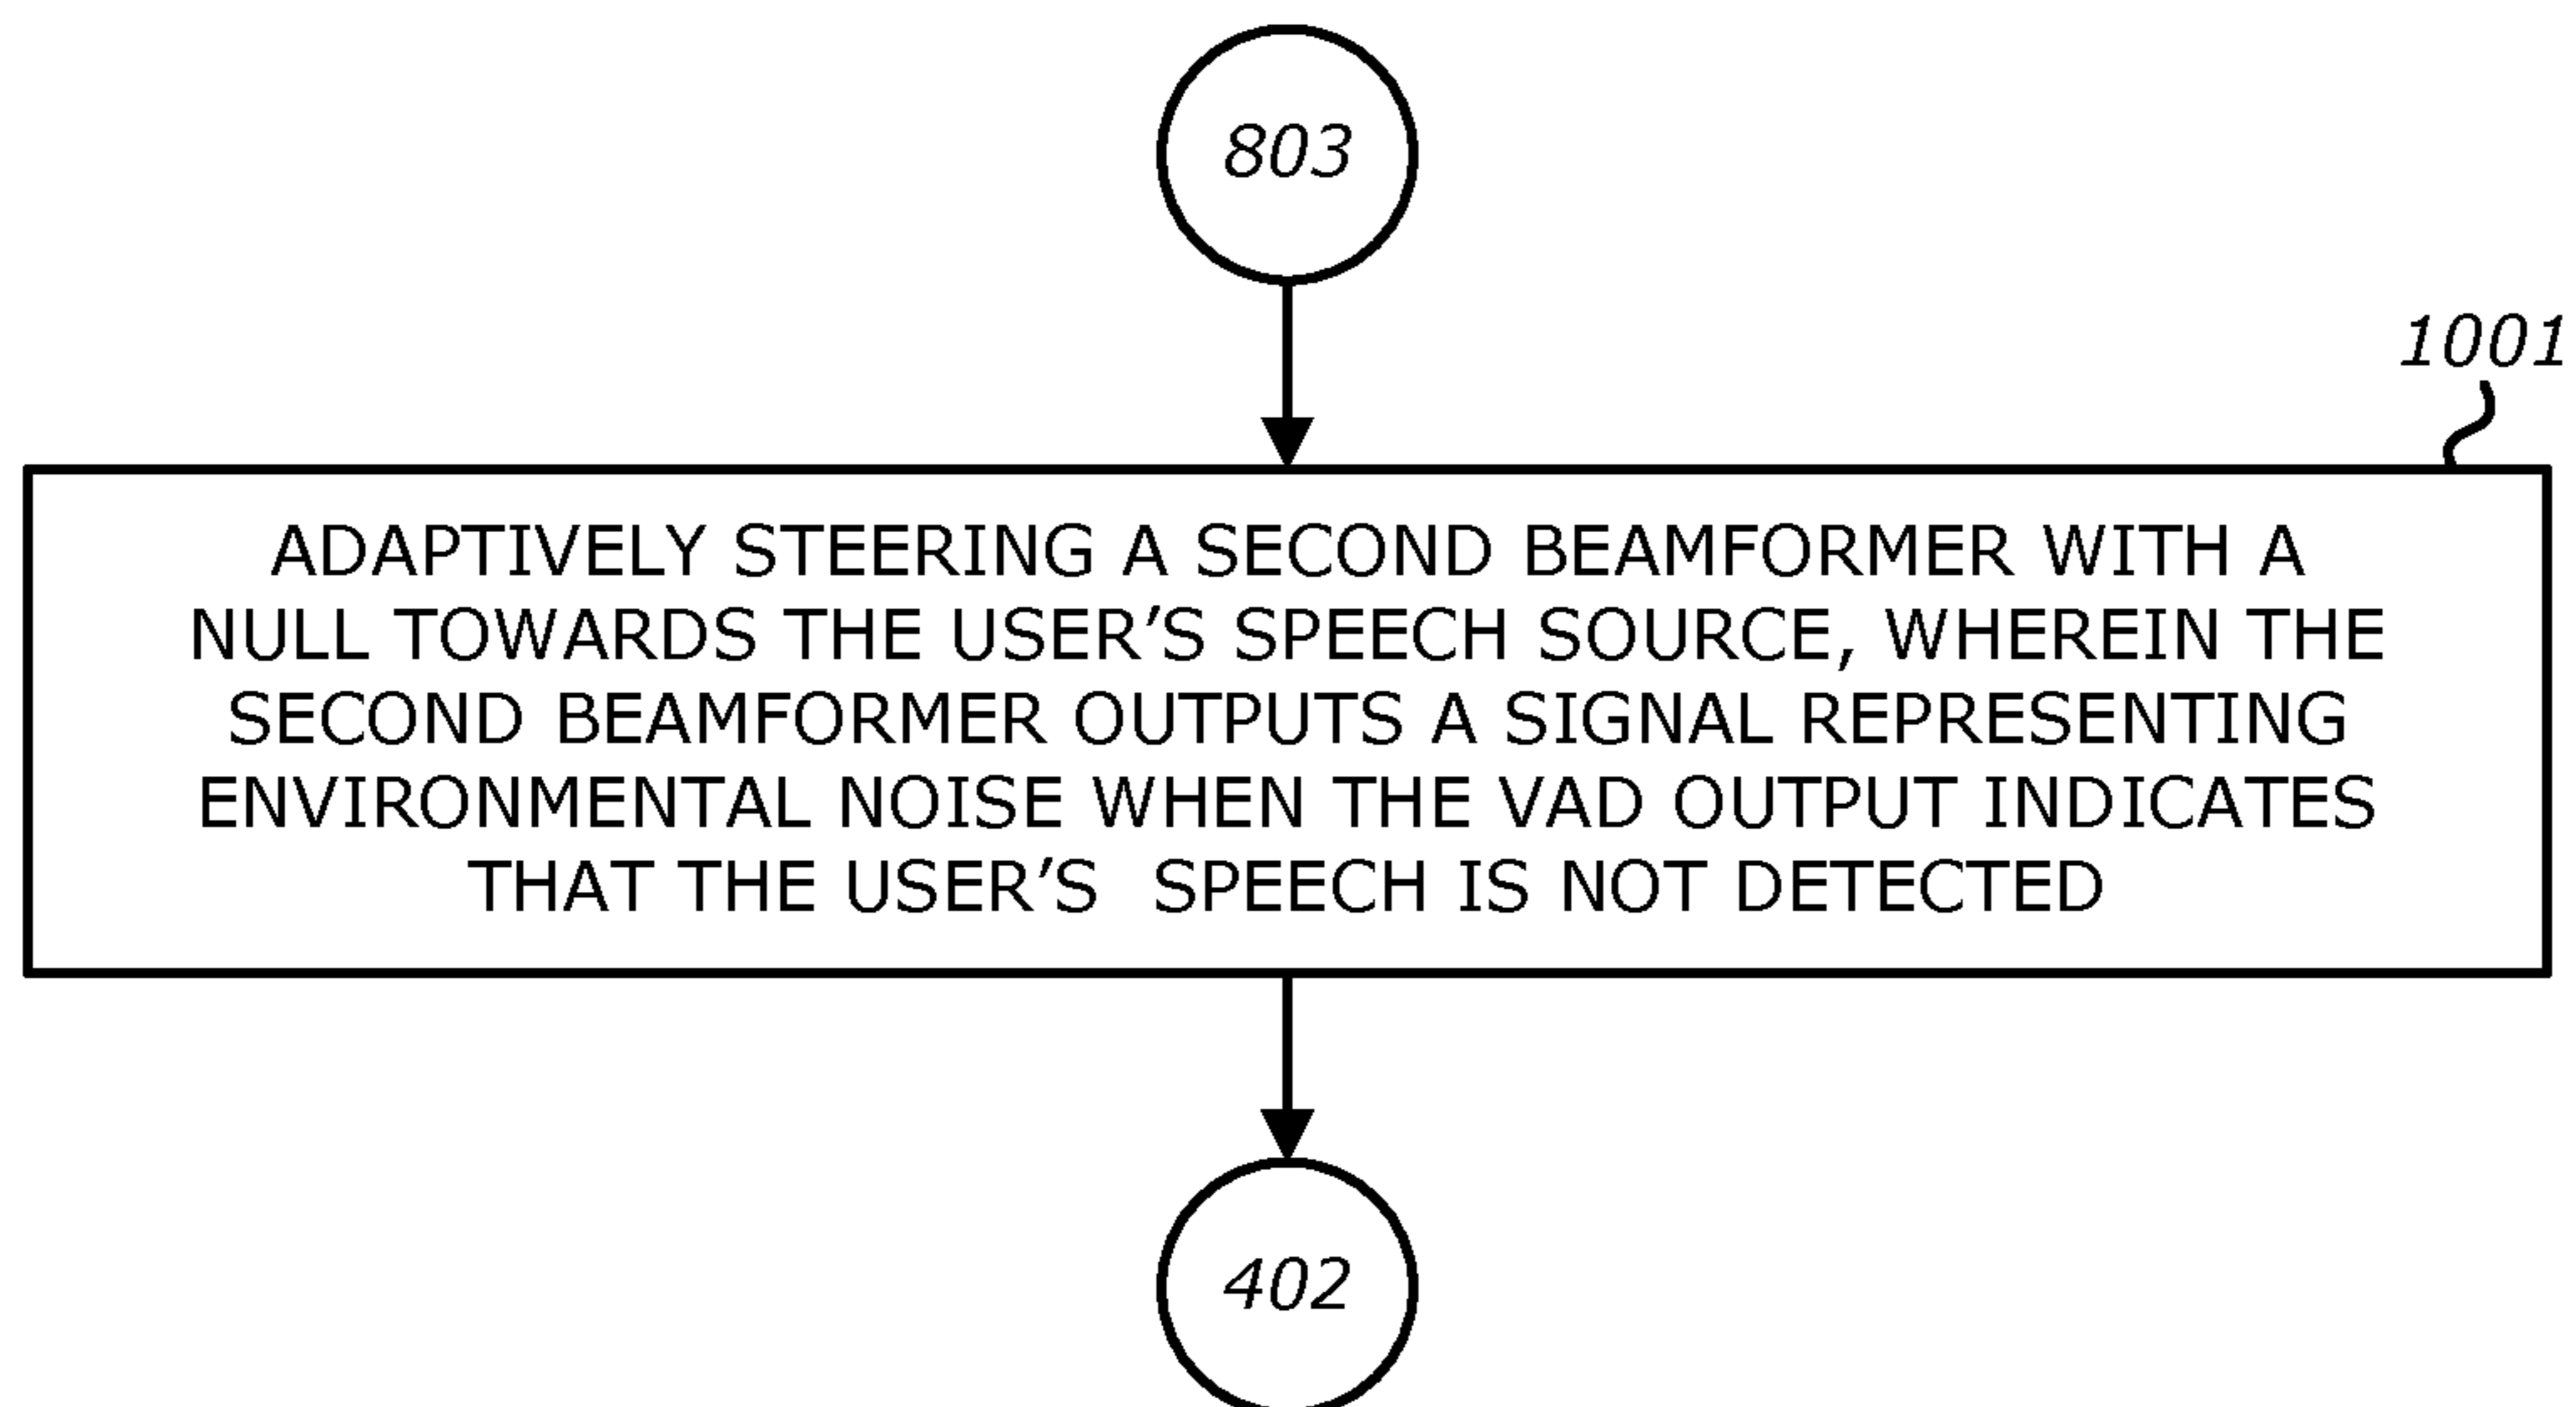 803
1001
ADAPTIVELY STEERING A SECOND BEAMFORMER WITH A
NULL TOWARDS THE USER’S SPEECH SOURCE, WHEREIN THE
SECOND BEAMFORMER OUTPUTS A SIGNAL REPRESENTING
ENVIRONMENTAL NOISE WHEN THE VAD OUTPUT INDICATES
THAT THE USER’S SPEECH IS NOT DETECTED
402